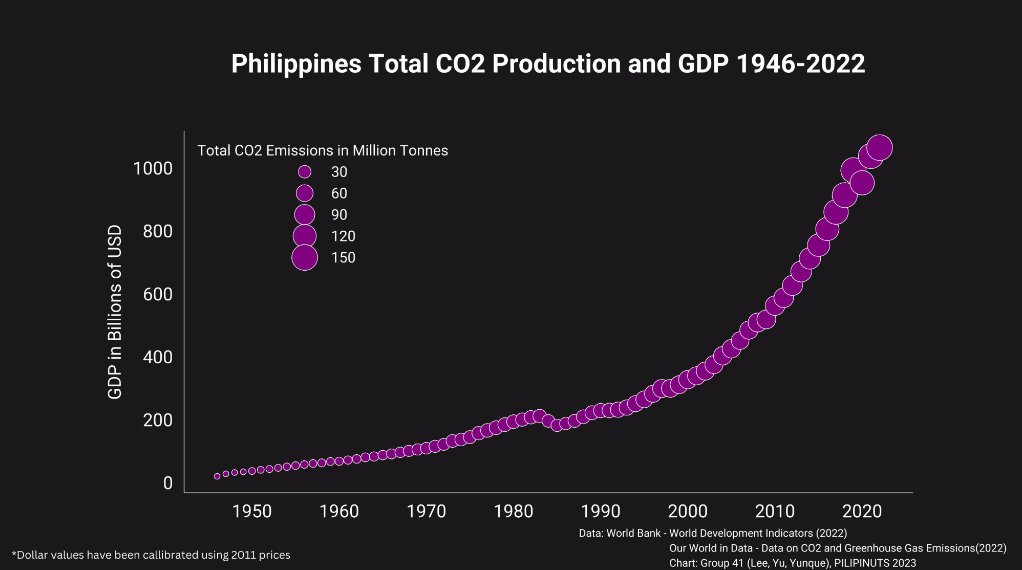 Philippines Total CO2 Production and GDP 1946-2022
Total CO2 Emissions in Million Tonnes
30
60
90
120
150
GDP in Billions of USD
1000
800
600
400
200
0
1950 1960 1970 1980 1990 2000 2010 2020
Data: World Bank - World Development Indicators (2022)
Our World in Data - Data on CO2 and Greenhouse Gas Emissions(2022)
Chart: Group 41 (Lee, Yu, Yunque), PILIPINUTS 2023
*Dollar values have been callibrated using 2011 prices